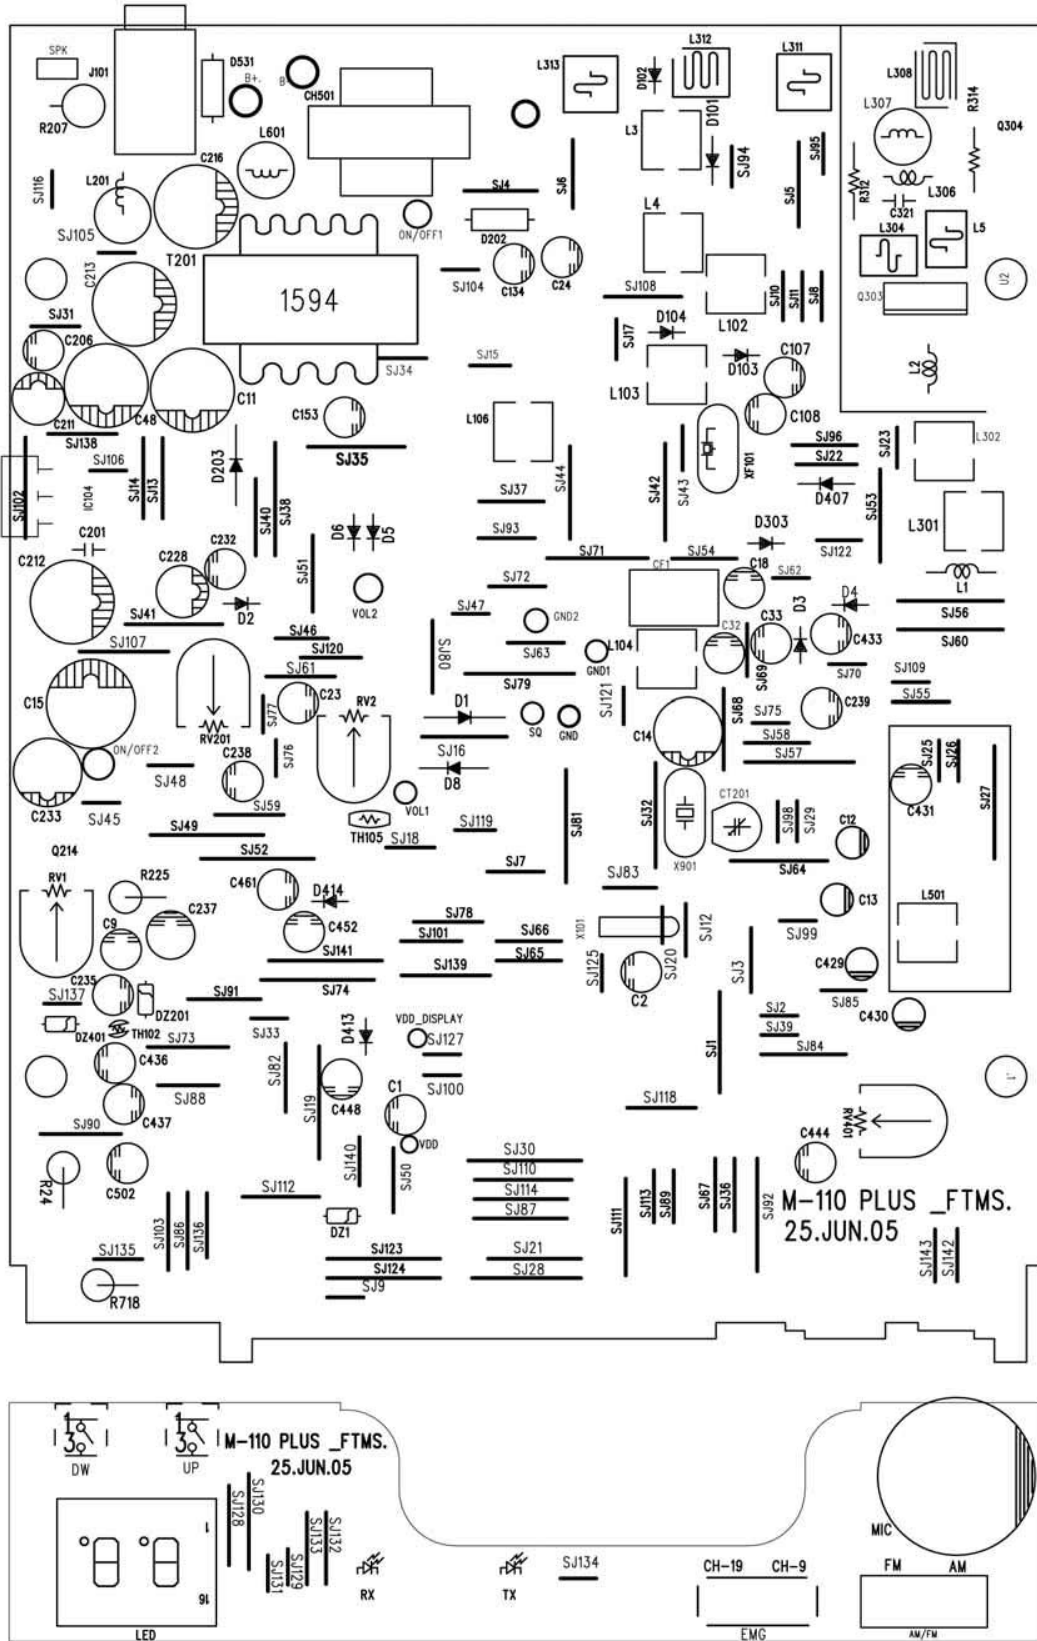 SPK
J101
D531
B+.
B
CH501
R207
L601
C216
L313
D102
L312
D101
L311
L308
L307
R314
Q304
L3
SJ94
SJ95
SJ116
L201
SJ4
SJ6
SJ5
R312
L306
C321
SJ105
ON/OFF1
D202
L4
L304
L5
T201
C213
SJ104
C134
C24
SJ108
L102
SJ10
SJ11
SJ8
Q303
U2
1594
SJ31
C206
SJ17
D104
SJ34
SJ15
D103
C107
L103
L2
C11
C153
C108
C211
C48
L106
SJ138
SJ35
SJ96
SJ23
L302
SJ106
D203
SJ44
SJ42
SJ43
XF101
SJ22
SJ102
IC104
SJ14
SJ13
SJ40
SJ38
SJ37
D407
SJ53
C201
D6
D5
SJ93
D303
L301
C212
C228
C232
SJ51
SJ71
SJ54
SJ122
CF1
C18
SJ62
L1
D2
VOL2
SJ72
D3
D4
SJ41
SJ47
GND2
SJ56
SJ107
SJ46
SJ63
L104
C32
C33
C433
SJ60
SJ120
SJ80
GND1
SJ61
SJ79
SJ69
SJ70
SJ109
C15
SJ77
C23
RV2
D1
SJ121
SJ68
C239
SJ55
RV201
SQ
GND
C14
SJ75
SJ58
ON/OFF2
C238
SJ76
SJ16
SJ57
SJ25
SJ26
SJ27
SJ48
D8
C233
VOL1
SJ81
SJ32
CT201
C431
SJ45
SJ59
TH105
SJ119
SJ98
SJ29
C12
SJ49
SJ18
Q214
SJ52
SJ7
X901
SJ64
RV1
R225
C461
D414
SJ83
C13
L501
C9
C237
C452
SJ78
X101
SJ12
SJ101
SJ66
SJ99
SJ141
SJ65
SJ125
SJ20
SJ3
C429
C235
SJ74
SJ139
C2
SJ137
SJ91
SJ85
DZ201
C430
DZ401
TH102
SJ73
SJ33
D413
VDD_DISPLAY
SJ127
SJ2
SJ39
C436
SJ82
SJ1
SJ84
SJ88
SJ19
C448
C1
SJ100
C437
SJ118
SJ90
SJ140
VDD
RV401
R24
SJ50
SJ30
C444
C502
SJ110
SJ112
SJ114
SJ111
SJ113
SJ89
SJ67
SJ36
SJ92
M-110 PLUS _FTMS.
SJ103
SJ86
SJ136
DZ1
SJ87
25.JUN.05
SJ135
SJ123
SJ21
SJ143
SJ142
SJ124
SJ28
R718
SJ9
1
3
DW
1
3
UP
M-110 PLUS _FTMS.
25.JUN.05
SJ128
SJ130
SJ131
SJ129
SJ133
SJ132
1
16
LED
RX
TX
SJ134
CH-19
CH-9
EMG
MIC
FM
AM
AM/FM